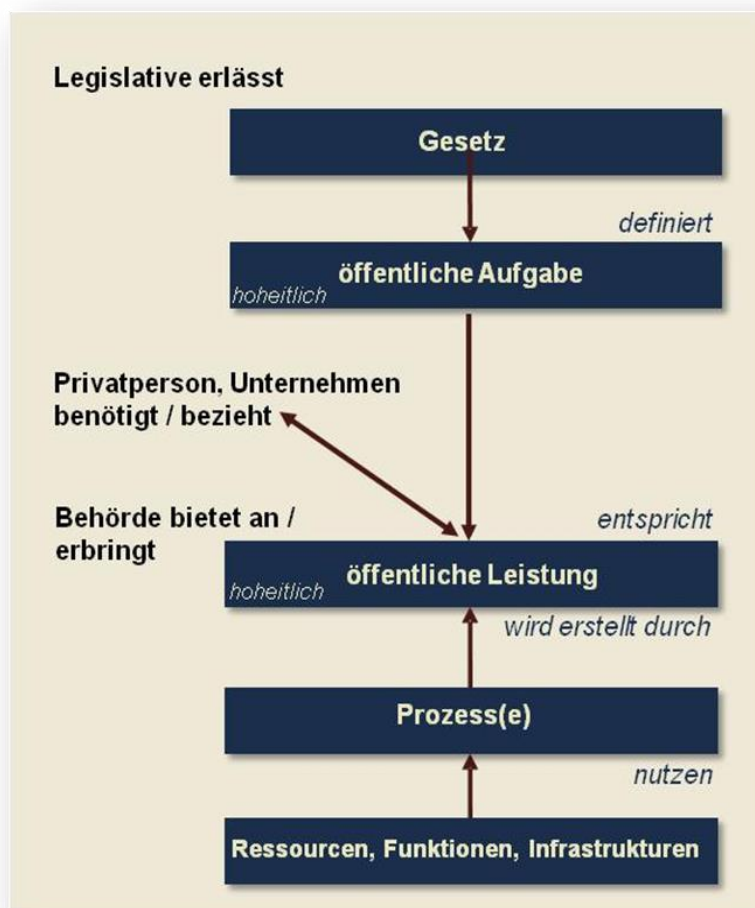 Legislative erlässt
Gesetz
definiert
öffentliche Aufgabe
hoheitlich
Privatperson, Unternehmen
benötigt / bezieht
Behörde bietet an /
erbringt
entspricht
öffentliche Leistung
hoheitlich
wird erstellt durch
Prozess(e)
nutzen
Ressourcen, Funktionen, Infrastrukturen